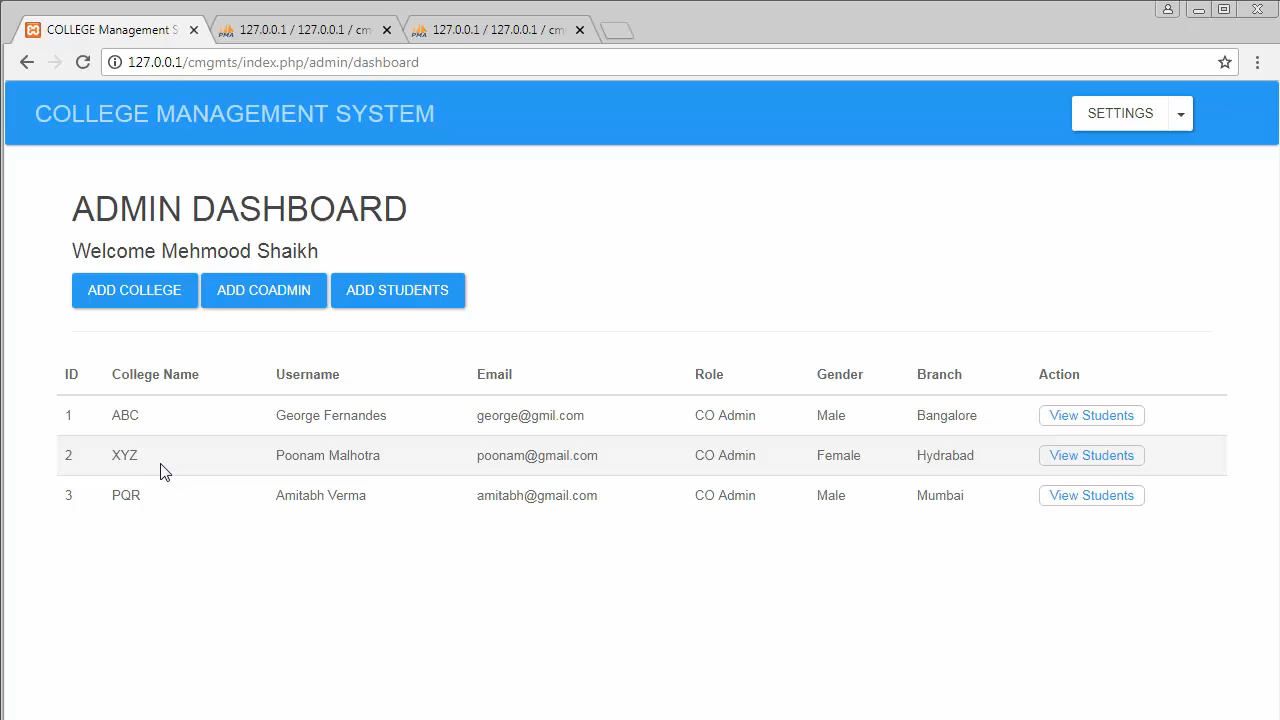 COLLEGE Management S
127.0.0.1 / 127.0.0.1 / cm
127.0.0.1 / 127.0.0.1 / cm
127.0.0.1/cmgmts/index.php/admin/dashboard
COLLEGE MANAGEMENT SYSTEM
SETTINGS
ADMIN DASHBOARD
Welcome Mehmood Shaikh
ADD COLLEGE ADD COADMIN ADD STUDENTS
ID College Name Username Email Role Gender Branch Action
1 ABC George Fernandes george@gmil.com CO Admin Male Bangalore View Students
2 XYZ Poonam Malhotra poonam@gmail.com CO Admin Female Hydrabad View Students
3 PQR Amitabh Verma amitabh@gmail.com CO Admin Male Mumbai View Students